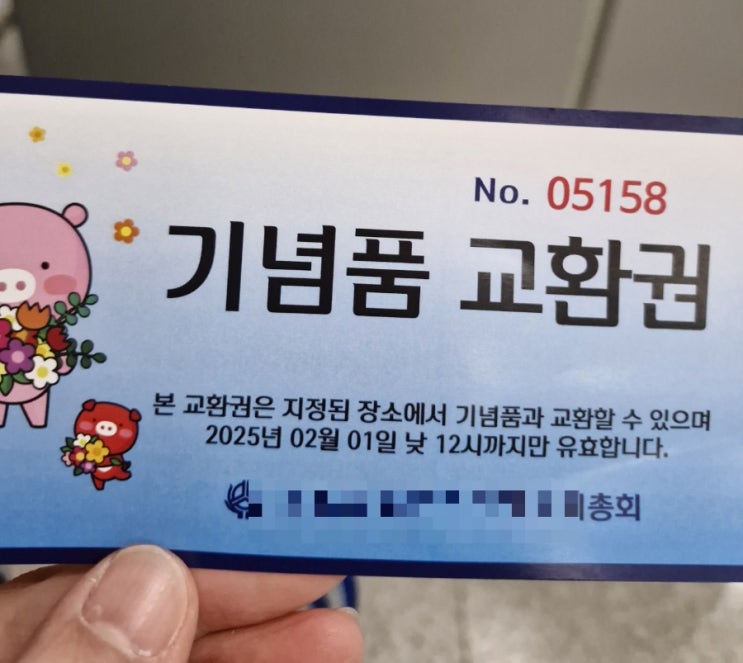 No. 05158
기념품 교환권
본 교환권은 지정된 장소에서 기념품과 교환할 수 있으며
2025년 02월 01일 낮 12시까지만 유효합니다.
총회